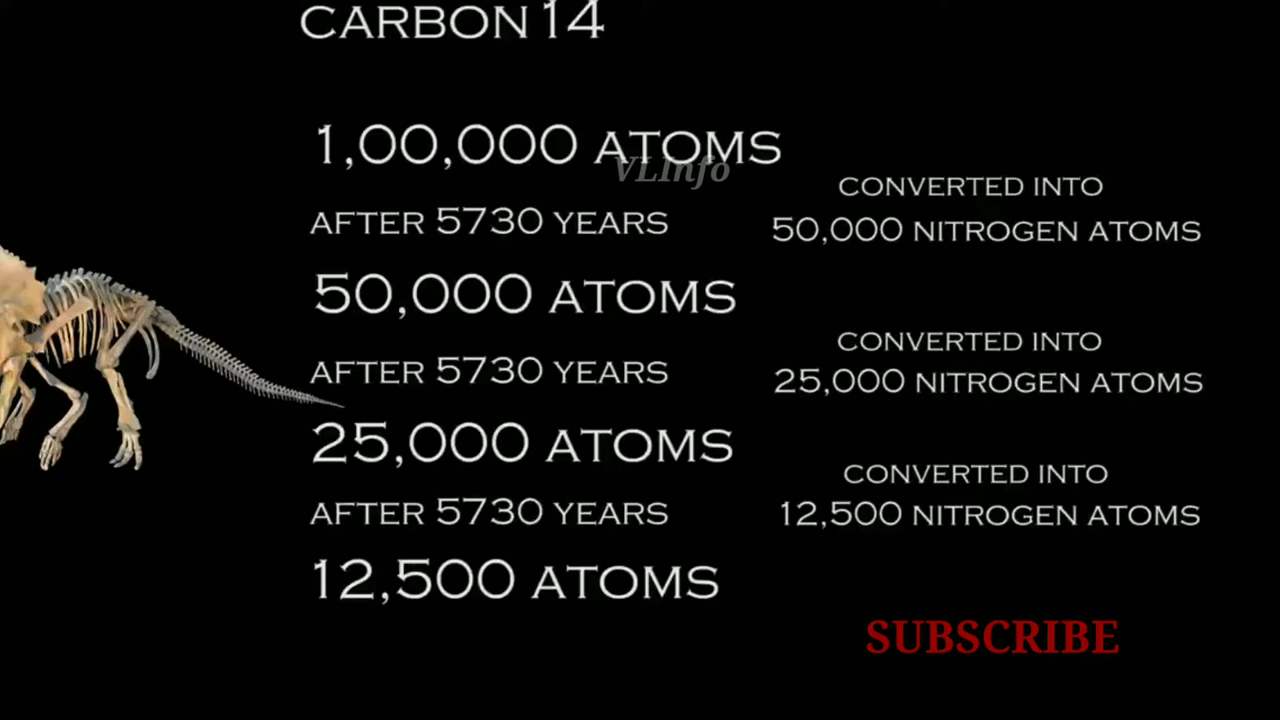 CARBON 14
1,00,000 ATOMS
VLInfo
CONVERTED INTO
AFTER 5730 YEARS
50,000 NITROGEN ATOMS
50,000 ATOMS
CONVERTED INTO
AFTER 5730 YEARS
25,000 NITROGEN ATOMS
25,000 ATOMS
CONVERTED INTO
AFTER 5730 YEARS
12,500 NITROGEN ATOMS
12,500 ATOMS
SUBSCRIBE